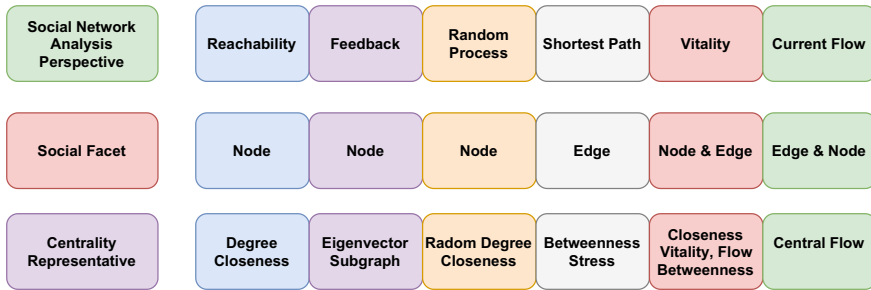 Social Network
Analysis
Perspective
Reachability
Feedback
Random
Process
Shortest Path
Vitality
Current Flow
Social Facet
Node
Node
Node
Edge
Node & Edge
Edge & Node
Centrality
Representative
Degree
Closeness
Eigenvector
Subgraph
Radom Degree
Closeness
Betweenness
Stress
Closeness
Vitality, Flow
Betweenness
Central Flow